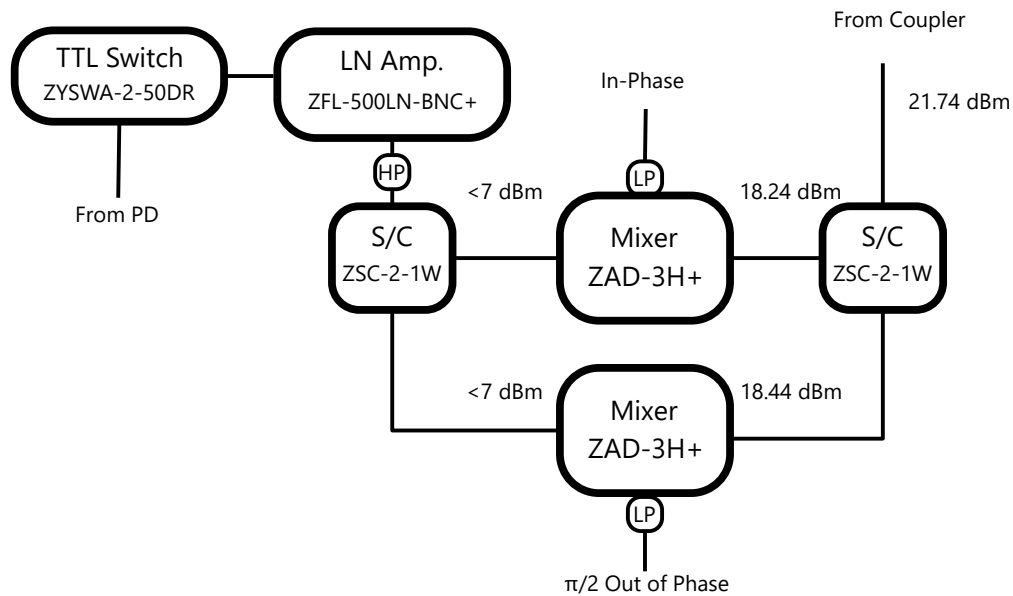 From Coupler
TTL Switch
ZYSWA-2-50DR
LN Amp.
ZFL-500LN-BNC+
In-Phase
21.74 dBm
HP
LP
From PD
<7 dBm
18.24 dBm
S/C
ZSC-2-1W
Mixer
ZAD-3H+
S/C
ZSC-2-1W
<7 dBm
18.44 dBm
Mixer
ZAD-3H+
LP
π/2 Out of Phase